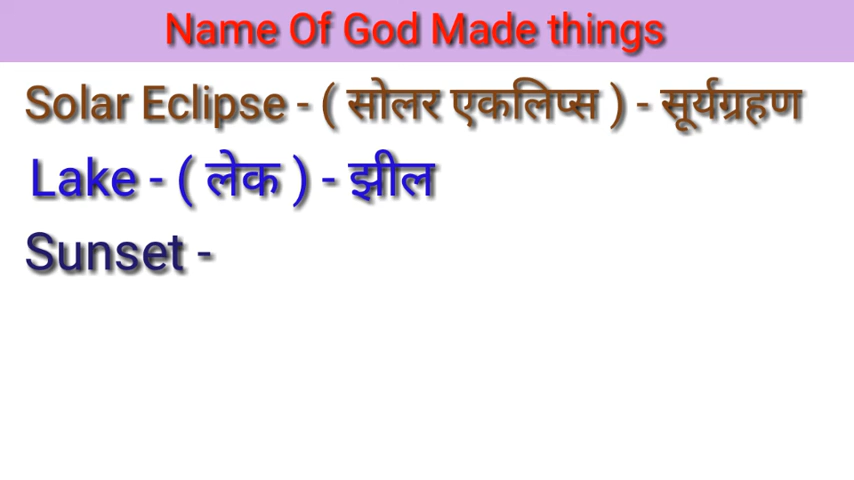 Name Of God Made things
Solar Eclipse - ( सोलर एकलिप्स ) - सूर्यग्रहण
Lake - ( लेक ) - झील
Sunset -